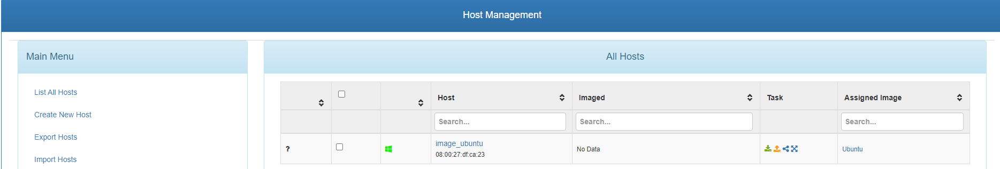 Host Management
Main Menu
List All Hosts
Create New Host
Export Hosts
Import Hosts
All Hosts
Host Imaged Task Assigned Image
Search... Search... Search...
? image_ubuntu No Data Ubuntu
08:00:27:df:ca:23